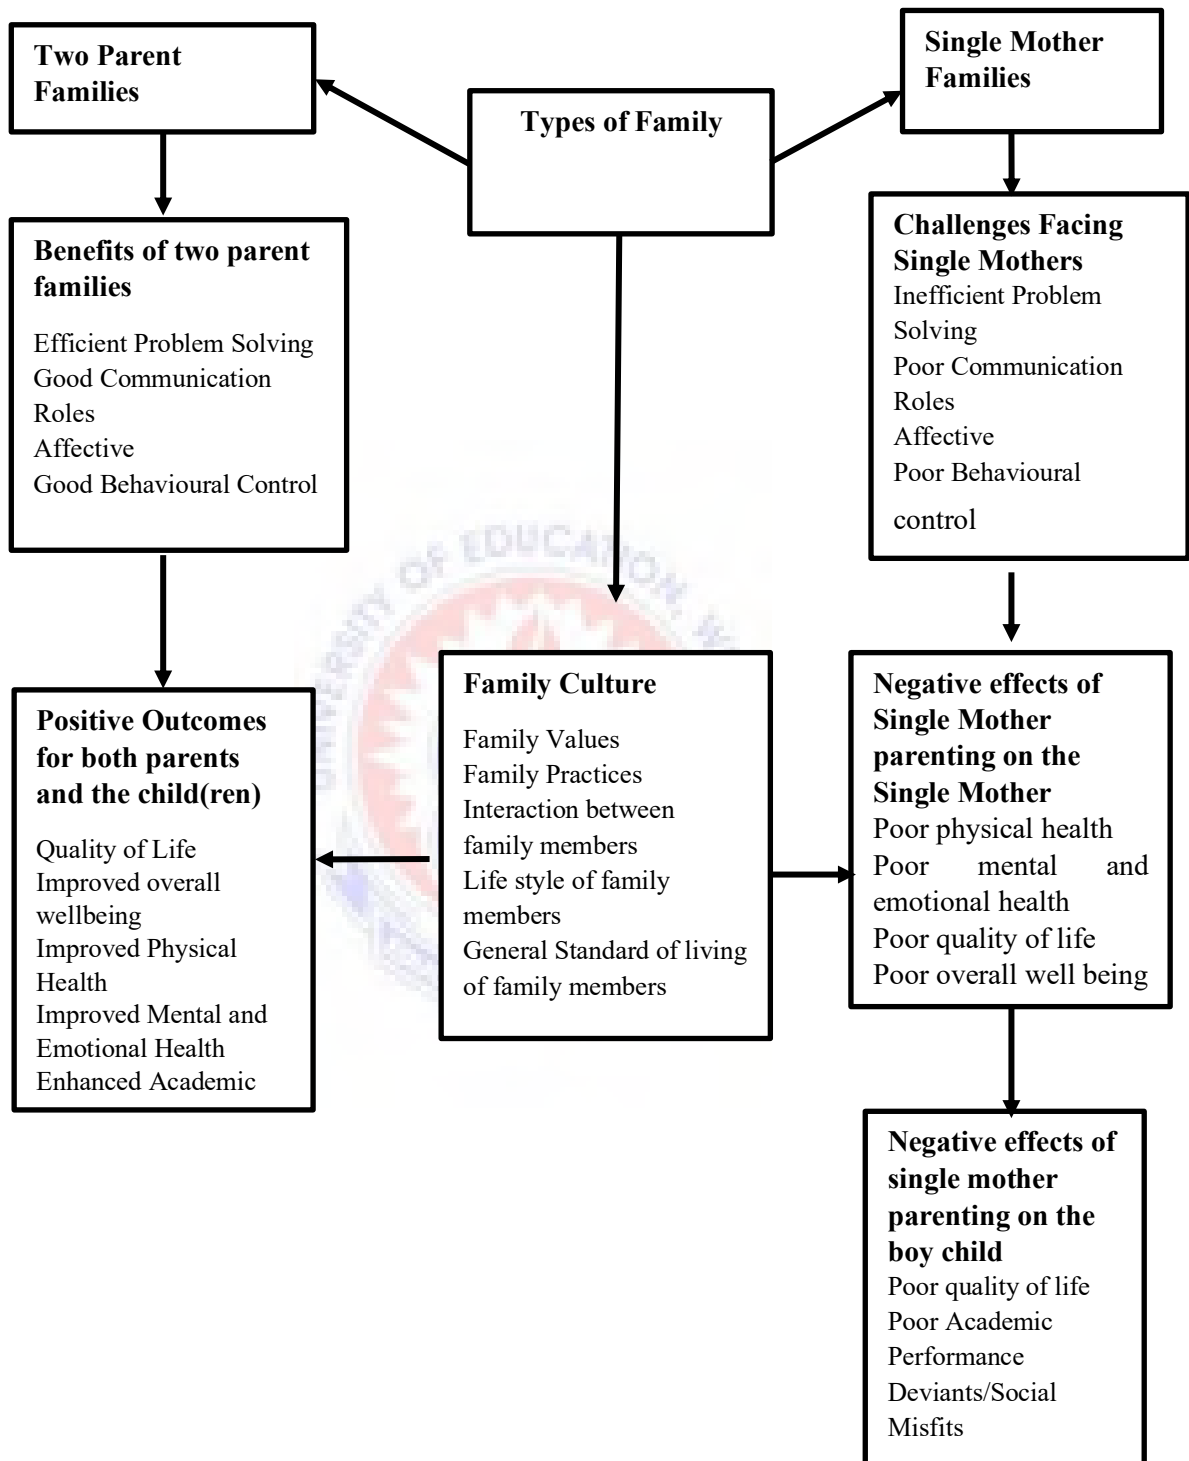 Two Parent
Families
Types of Family
Single Mother
Families
Benefits of two parent
families
Efficient Problem Solving
Good Communication
Roles
Affective
Good Behavioural Control
Challenges Facing
Single Mothers
Inefficient Problem
Solving
Poor Communication
Roles
Affective
Poor Behavioural
control
UNIVERSITY OF EDUCATION, W
Positive Outcomes
for both parents
and the child(ren)
Quality of Life
Improved overall
wellbeing
Improved Physical
Health
Improved Mental and
Emotional Health
Enhanced Academic
Family Culture
Family Values
Family Practices
Interaction between
family members
Life style of family
members
General Standard of living
of family members
Negative effects of
Single Mother
parenting on the
Single Mother
Poor physical health
Poor mental and
emotional health
Poor quality of life
Poor overall well being
Negative effects of
single mother
parenting on the
boy child
Poor quality of life
Poor Academic
Performance
Deviants/Social
Misfits